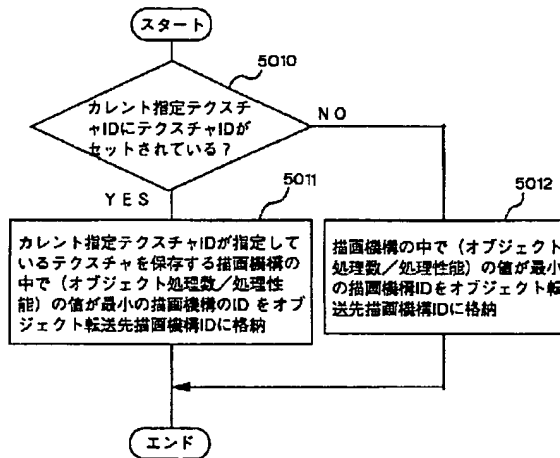 スタート
5010
カレント指定テクスチ
ャIDにテクスチャIDが
セットされている？
NO
YES
5011
カレント指定テクスチャIDが指定して
いるテクスチャを保存する描画機構の
中で（オブジェクト処理数／処理性
能）の値が最小の描画機構のID をオブ
ジェクト転送先描画機構IDに格納
5012
描画機構の中で（オブジェクト
処理数／処理性能）の値が最小
の描画機構IDをオブジェクト転
送先描画機構IDに格納
エンド